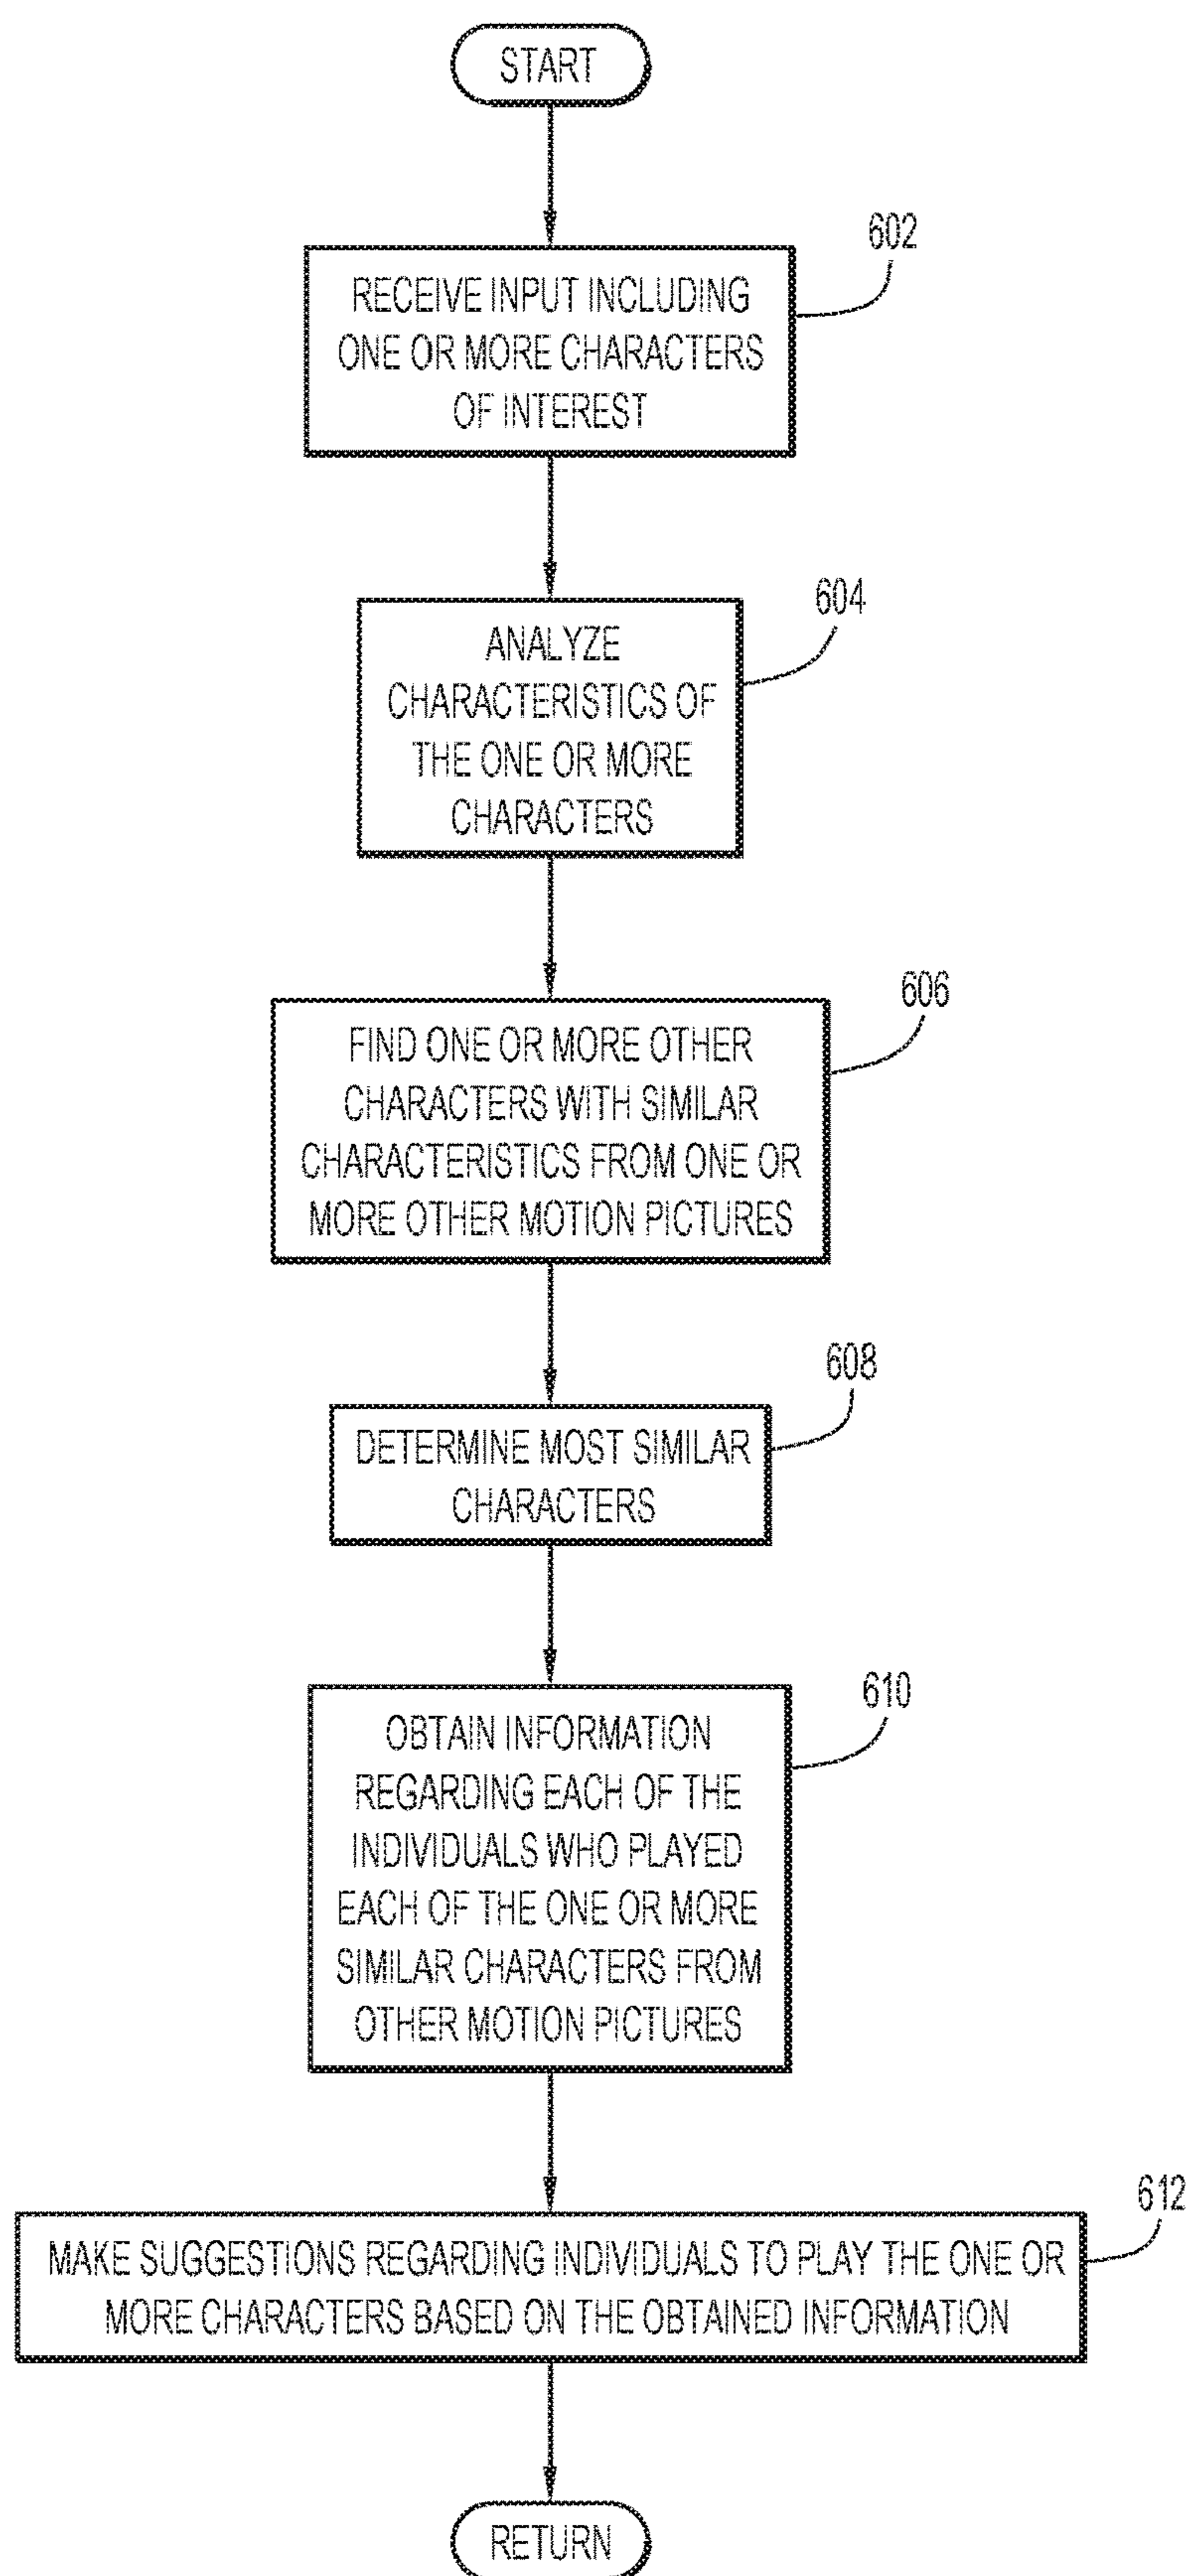 START
602
RECEIVE INPUT INCLUDING
ONE OR MORE CHARACTERS
OF INTEREST
604
ANALYZE
CHARACTERISTICS OF
THE ONE OR MORE
CHARACTERS
606
FIND ONE OR MORE OTHER
CHARACTERS WITH SIMILAR
CHARACTERISTICS FROM ONE OR
MORE OTHER MOTION PICTURES
608
DETERMINE MOST SIMILAR
CHARACTERS
610
OBTAIN INFORMATION
REGARDING EACH OF THE
INDIVIDUALS WHO PLAYED
EACH OF THE ONE OR MORE
SIMILAR CHARACTERS FROM
OTHER MOTION PICTURES
612
MAKE SUGGESTIONS REGARDING INDIVIDUALS TO PLAY THE ONE OR
MORE CHARACTERS BASED ON THE OBTAINED INFORMATION
RETURN